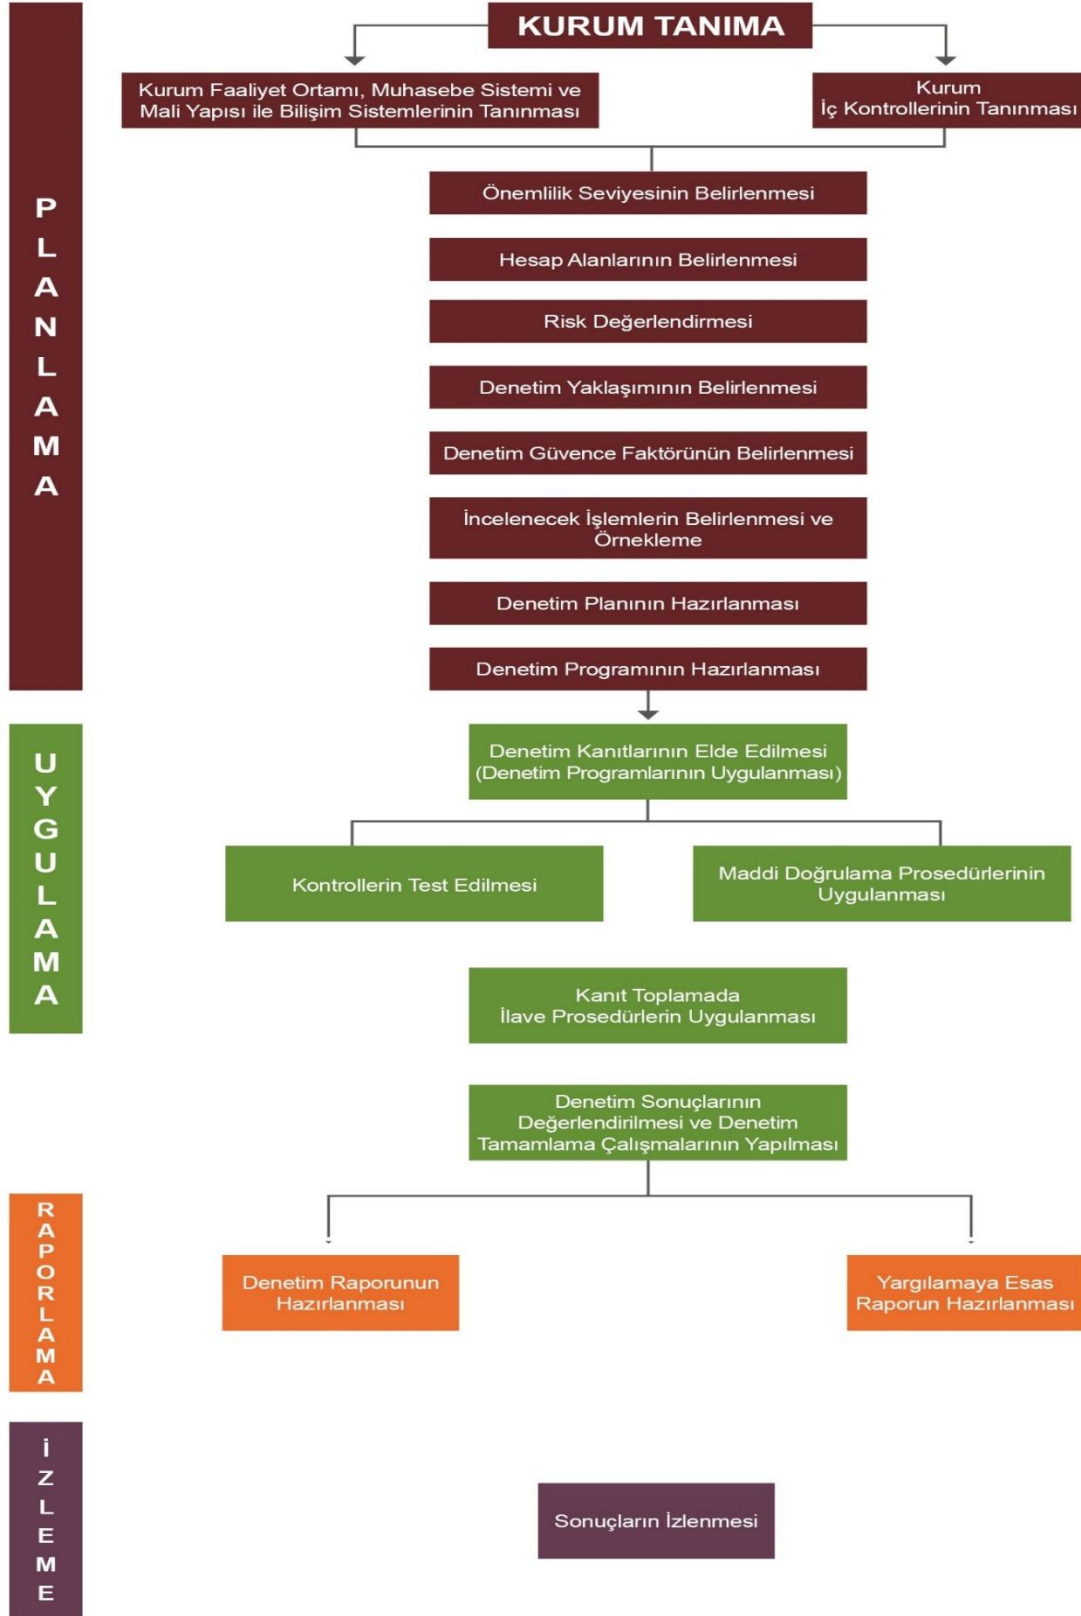 KURUM TANIMA
Kurum Faaliyet Ortamı, Muhasebe Sistemi ve
Mali Yapısı ile Bilişim Sistemlerinin Tanınması
Kurum
İç Kontrollerinin Tanınması
PLANLAMA
Önemlilik Seviyesinin Belirlenmesi
Hesap Alanlarının Belirlenmesi
Risk Değerlendirmesi
Denetim Yaklaşımının Belirlenmesi
Denetim Güvence Faktörünün Belirlenmesi
İncelenecek İşlemlerin Belirlenmesi ve
Örnekleme
Denetim Planının Hazırlanması
Denetim Programının Hazırlanması
UYGULAMA
Denetim Kanıtlarının Elde Edilmesi
(Denetim Programlarının Uygulanması)
Kontrollerin Test Edilmesi
Maddi Doğrulama Prosedürlerinin
Uygulanması
Kanıt Toplamada
İlave Prosedürlerin Uygulanması
Denetim Sonuçlarının
Değerlendirilmesi ve Denetim
Tamamlama Çalışmalarının Yapılması
RAPORLAMA
Denetim Raporunun
Hazırlanması
Yargılamaya Esas
Raporun Hazırlanması
İZLEME
Sonuçların İzlenmesi